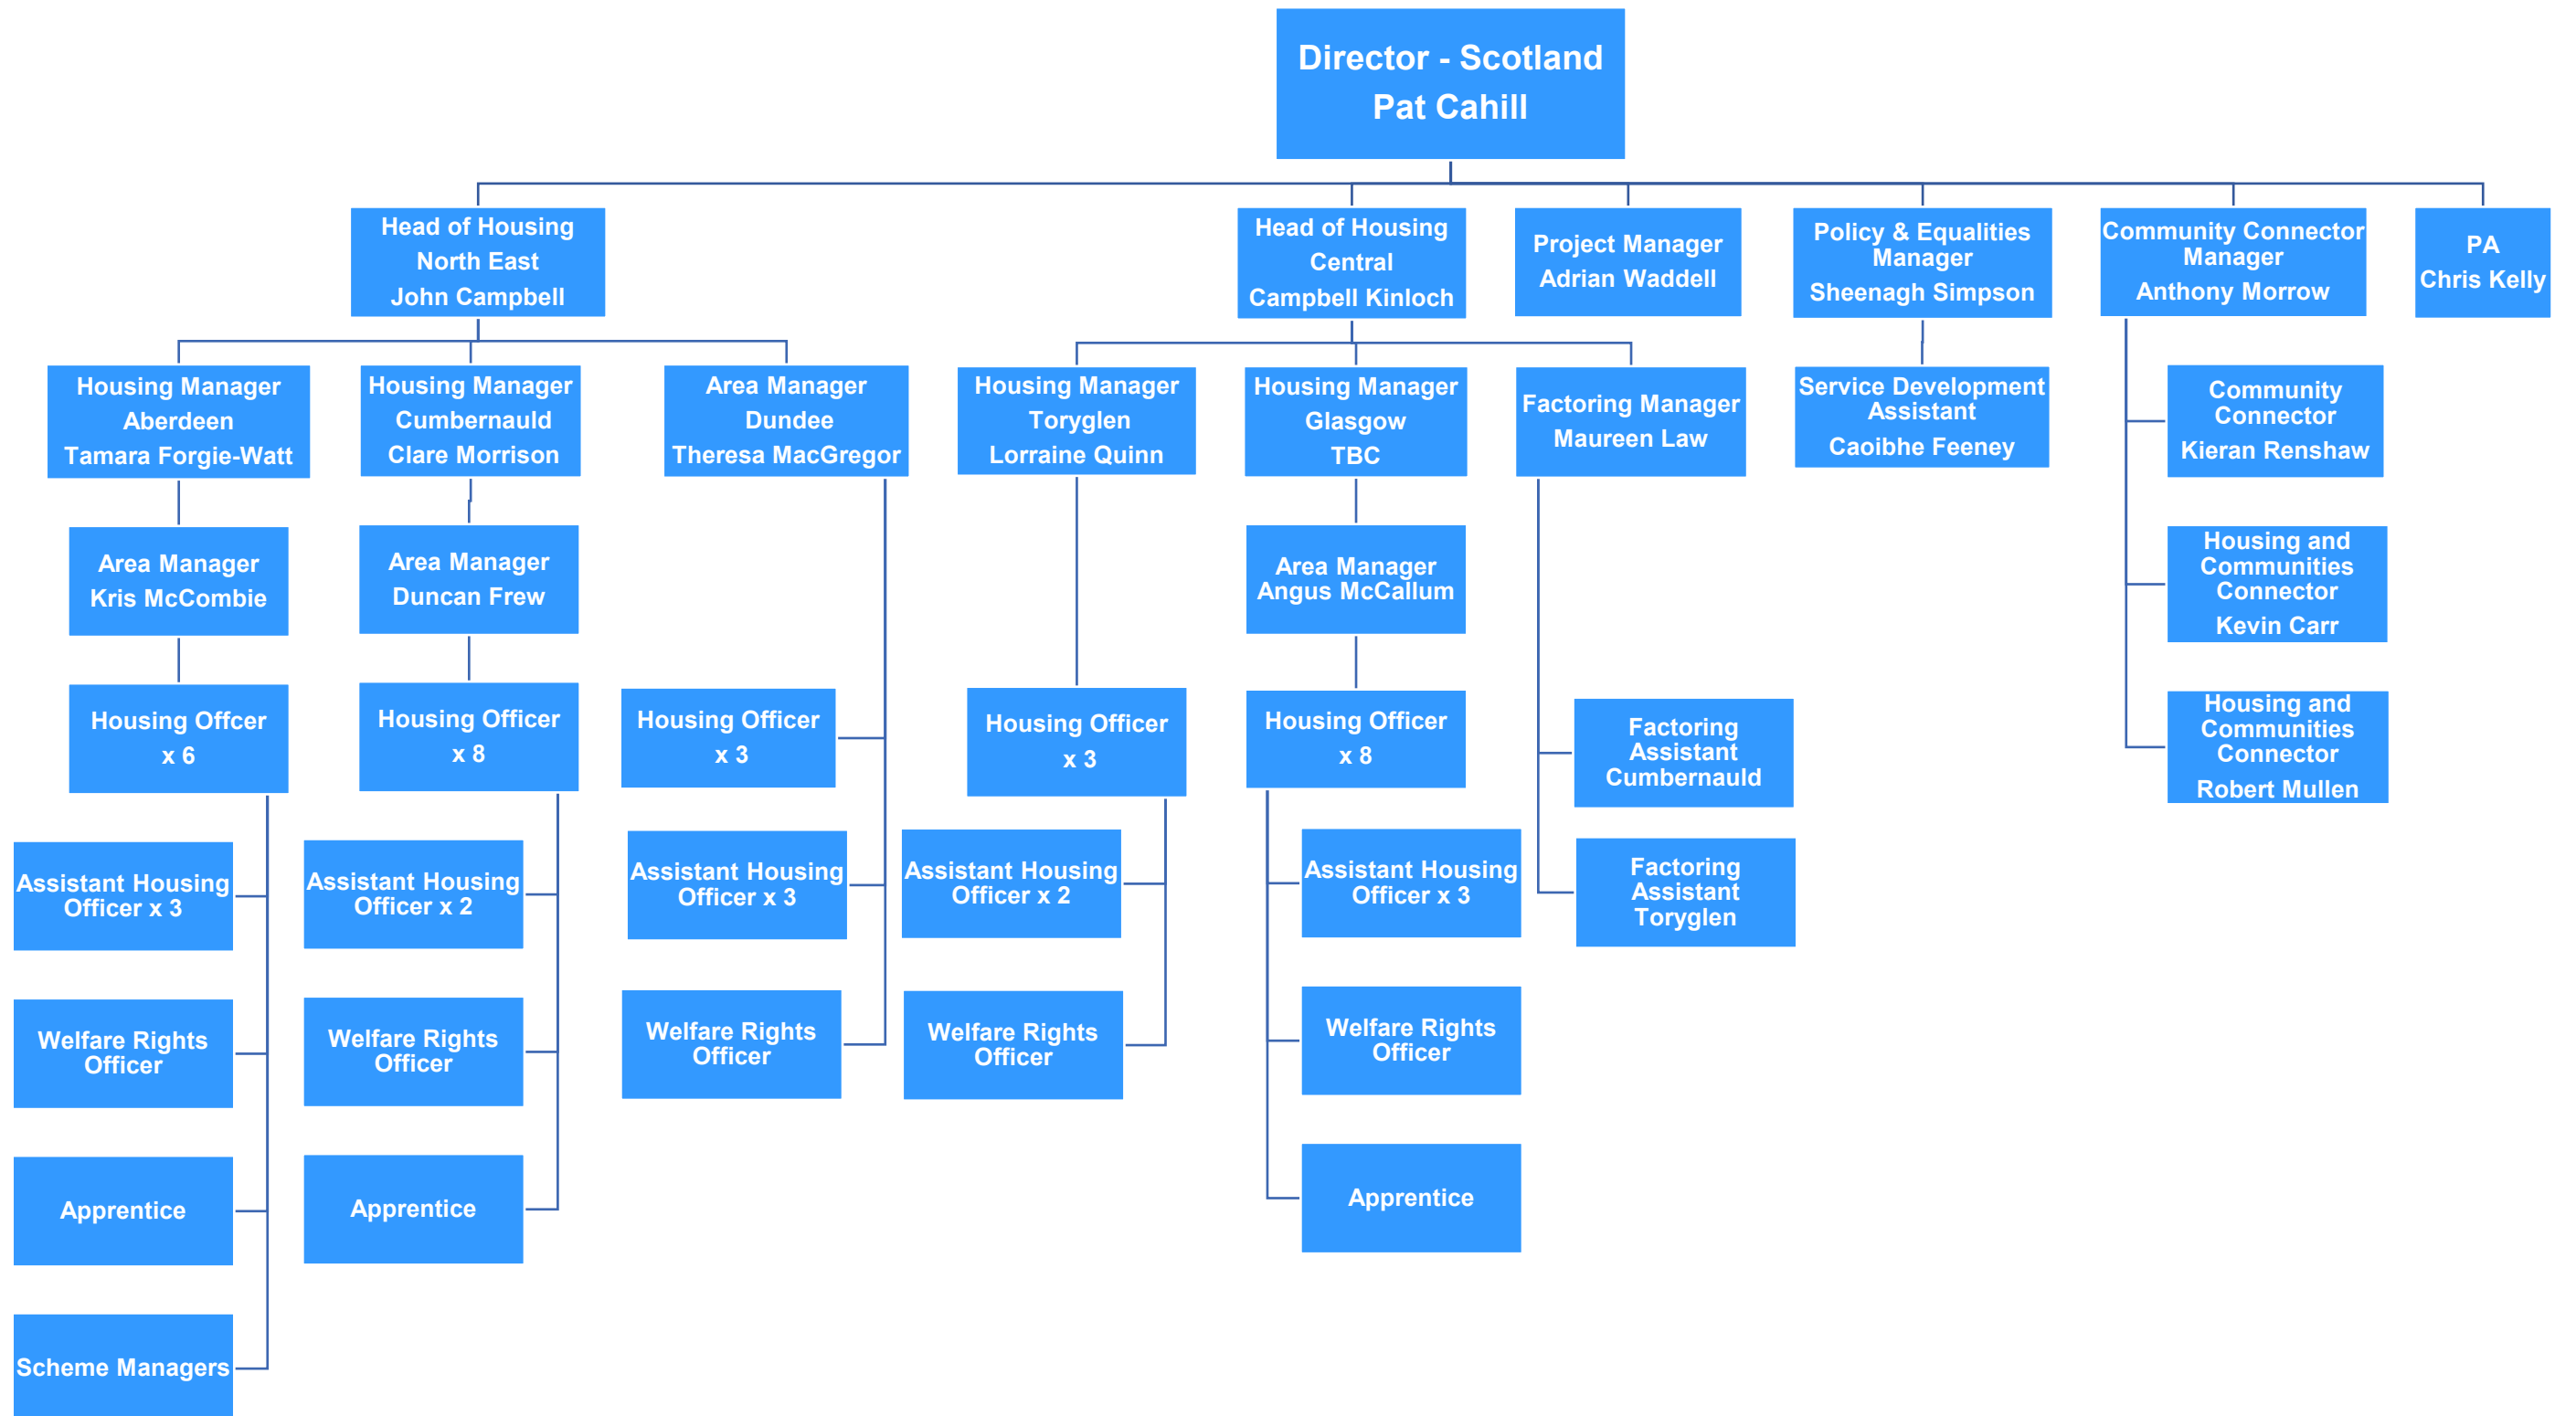 Director - Scotland
Pat Cahill
Head of Housing
North East
John Campbell
Head of Housing
Central
Campbell Kinloch
Project Manager
Adrian Waddell
Policy & Equalities
Manager
Sheenagh Simpson
Community Connector
Manager
Anthony Morrow
PA
Chris Kelly
Housing Manager
Aberdeen
Tamara Forgie-Watt
Housing Manager
Cumbernauld
Clare Morrison
Area Manager
Dundee
Theresa MacGregor
Housing Manager
Toryglen
Lorraine Quinn
Housing Manager
Glasgow
TBC
Factoring Manager
Maureen Law
Service Development
Assistant
Caoibhe Feeney
Community
Connector
Kieran Renshaw
Area Manager
Kris McCombie
Area Manager
Duncan Frew
Area Manager
Angus McCallum
Housing and
Communities
Connector
Kevin Carr
Housing Offcer
x 6
Housing Officer
x 8
Housing Officer
x 3
Housing Officer
x 3
Housing Officer
x 8
Factoring
Assistant
Cumbernauld
Housing and
Communities
Connector
Robert Mullen
Assistant Housing
Officer x 3
Assistant Housing
Officer x 2
Assistant Housing
Officer x 3
Assistant Housing
Officer x 2
Assistant Housing
Officer x 3
Factoring
Assistant
Toryglen
Welfare Rights
Officer
Welfare Rights
Officer
Welfare Rights
Officer
Welfare Rights
Officer
Welfare Rights
Officer
Apprentice
Apprentice
Apprentice
Scheme Managers